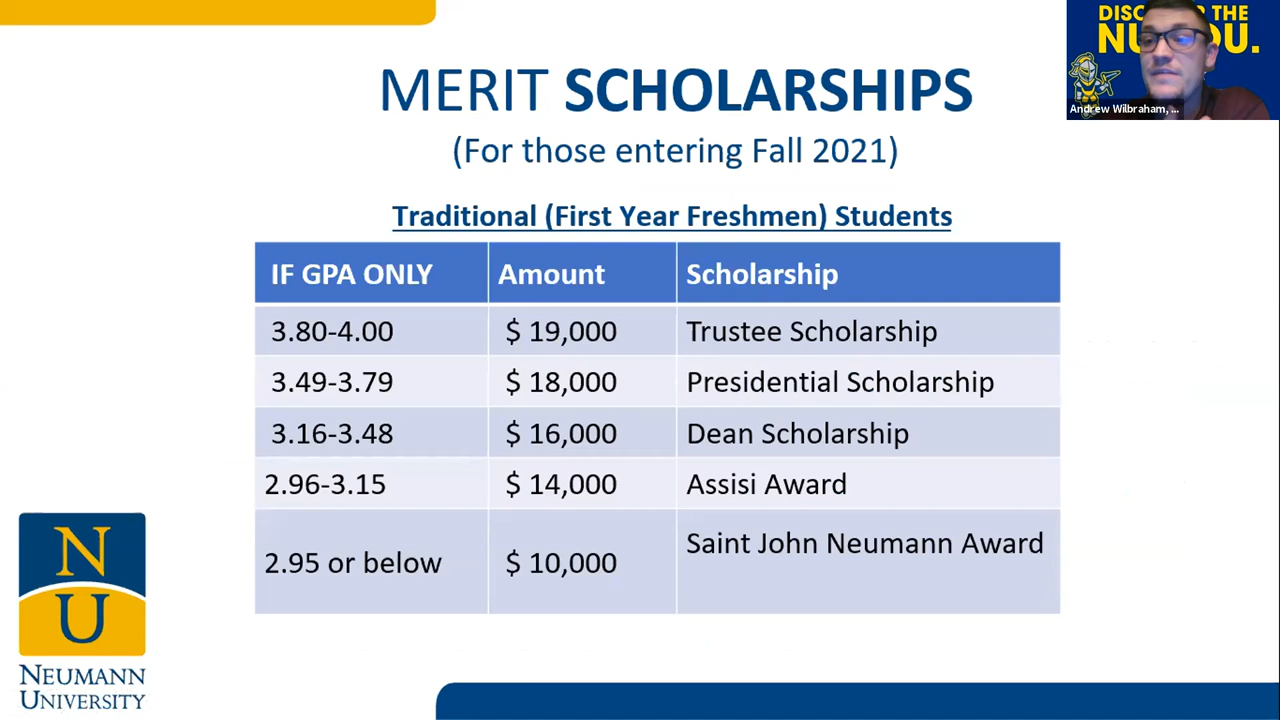 MERIT SCHOLARSHIPS
(For those entering Fall 2021)
Traditional (First Year Freshmen) Students
IF GPA ONLY Amount Scholarship
3.80-4.00 $ 19,000 Trustee Scholarship
3.49-3.79 $ 18,000 Presidential Scholarship
3.16-3.48 $ 16,000 Dean Scholarship
2.96-3.15 $ 14,000 Assisi Award
2.95 or below $ 10,000 Saint John Neumann Award
N
U
NEUMANN
UNIVERSITY
THE
Andrew Wilbraham, ...